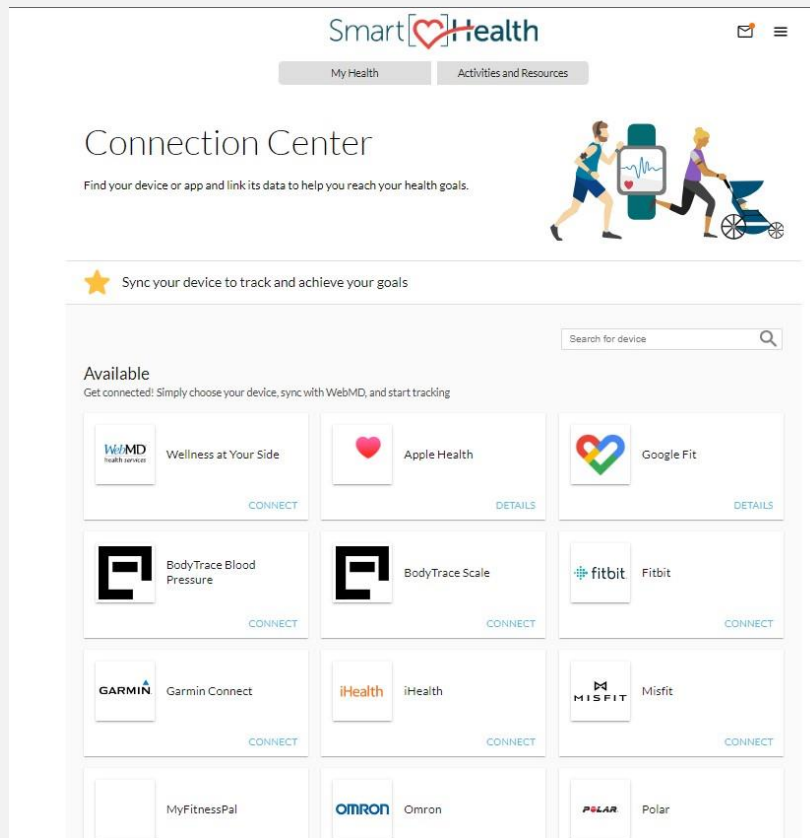 Smart[]Health
My Health
Activities and Resources
Connection Center
Find your device or app and link its data to help you reach your health goals.
Sync your device to track and achieve your goals
Search for device
Available
Get connected! Simply choose your device, sync with WebMD, and start tracking
WebMD
health services
Wellness at Your Side
CONNECT
Apple Health
DETAILS
Google Fit
DETAILS
BodyTrace Blood
Pressure
CONNECT
BodyTrace Scale
CONNECT
fitbit
Fitbit
CONNECT
GARMIN
Garmin Connect
CONNECT
iHealth
iHealth
CONNECT
MISFIT
Misfit
CONNECT
MyFitnessPal
OMRON
Omron
POLAR
Polar